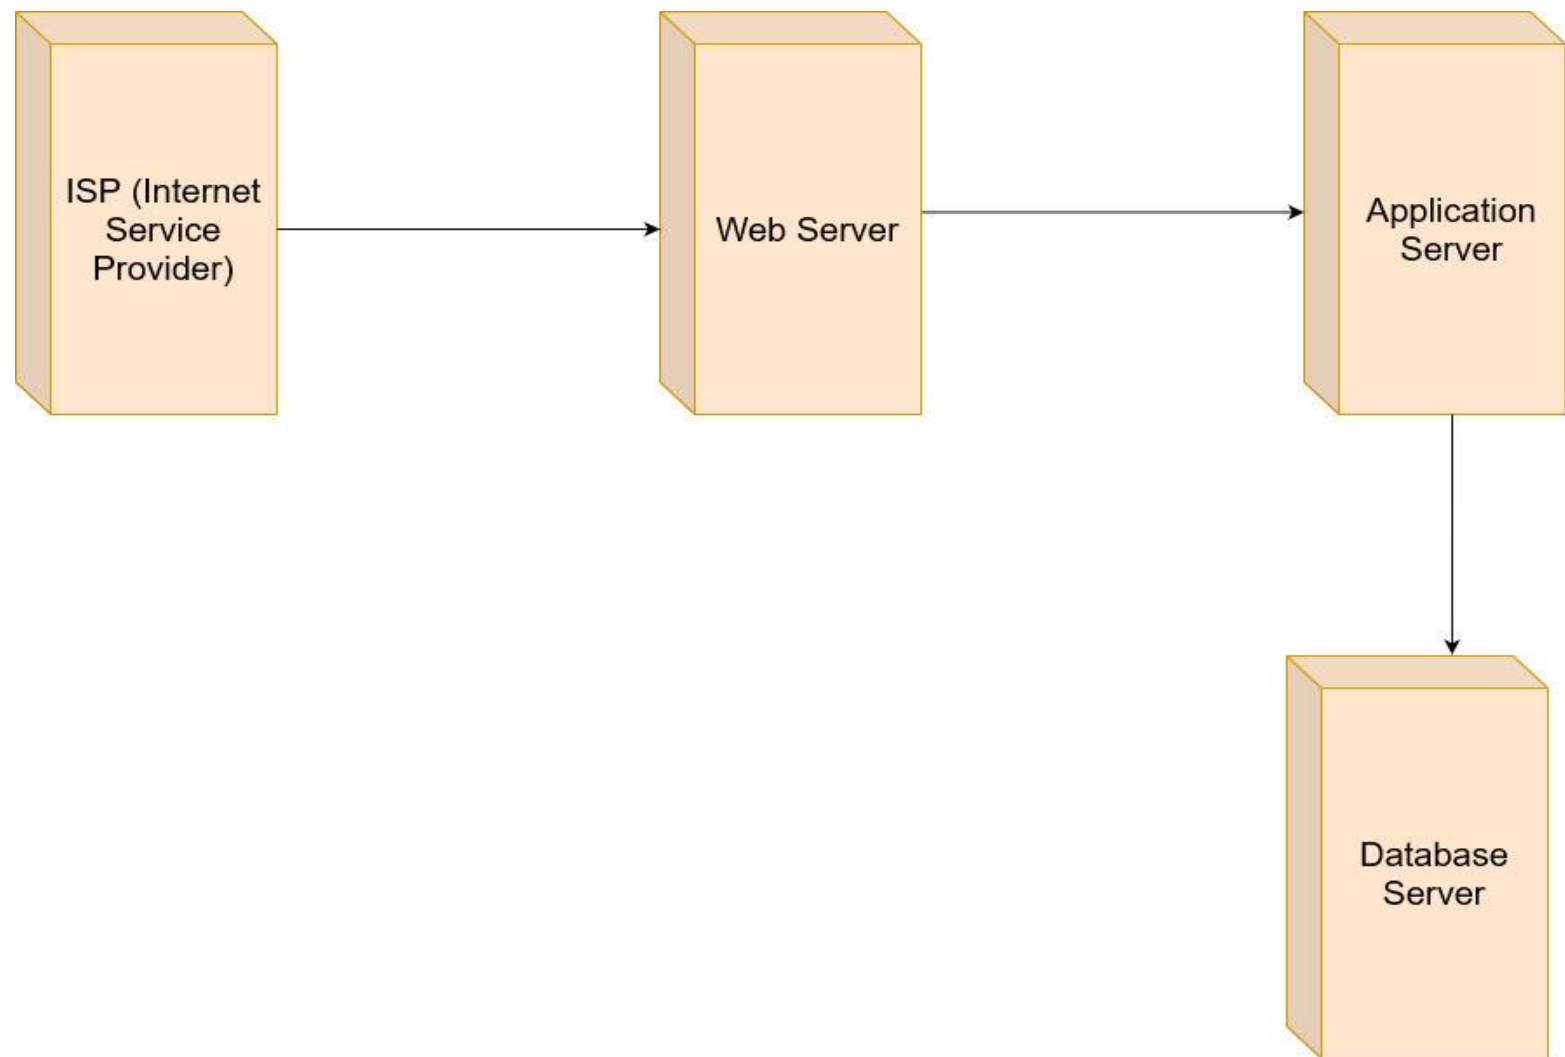 ISP (Internet
Service
Provider)
Web Server
Application
Server
Database
Server